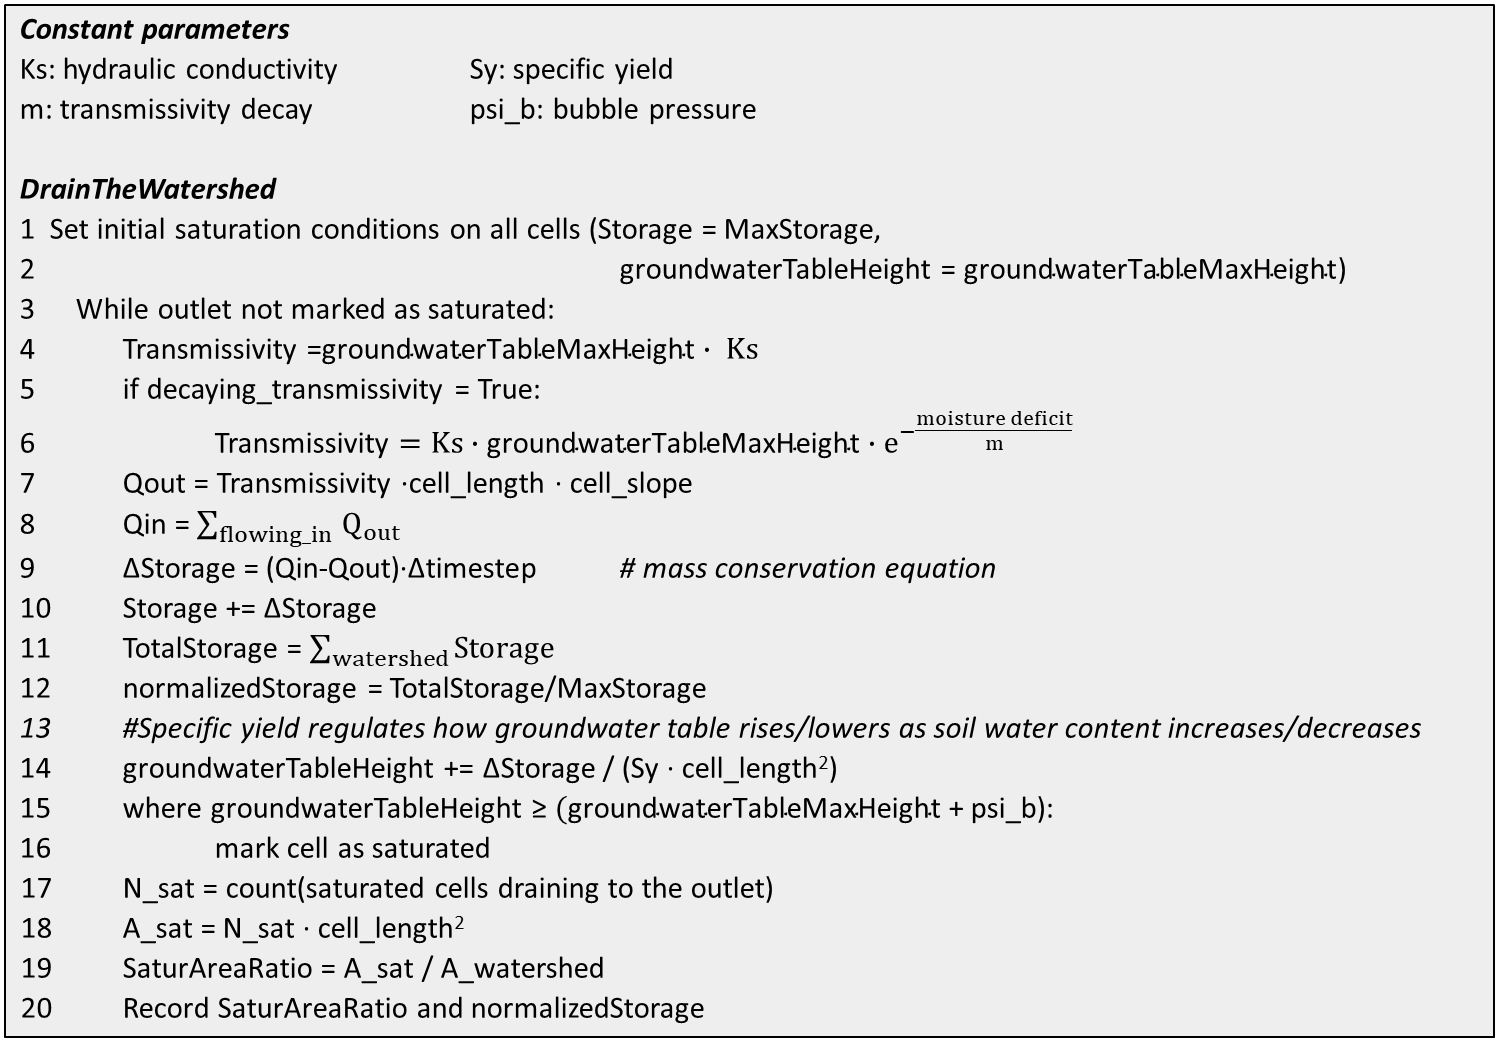 Constant parameters
Ks: hydraulic conductivity Sy: specific yield
m: transmissivity decay psi_b: bubble pressure
DrainTheWatershed
1 Set initial saturation conditions on all cells (Storage = MaxStorage,
2 groundwaterTableHeight = groundwaterTableMaxHeight)
3 While outlet not marked as saturated:
4 Transmissivity =groundwaterTableMaxHeight · Ks
5 if decaying_transmissivity = True:
6 Transmissivity = Ks · groundwaterTableMaxHeight · e^(−moisture deficit/m)
7 Qout = Transmissivity ·cell_length · cell_slope
8 Qin = ∑flowing_in Qout
9 ΔStorage = (Qin-Qout)·Δtimestep # mass conservation equation
10 Storage += ΔStorage
11 TotalStorage = ∑watershed Storage
12 normalizedStorage = TotalStorage/MaxStorage
13 #Specific yield regulates how groundwater table rises/lowers as soil water content increases/decreases
14 groundwaterTableHeight += ΔStorage / (Sy · cell_length²)
15 where groundwaterTableHeight ≥ (groundwaterTableMaxHeight + psi_b):
16 mark cell as saturated
17 N_sat = count(saturated cells draining to the outlet)
18 A_sat = N_sat · cell_length²
19 SaturAreaRatio = A_sat / A_watershed
20 Record SaturAreaRatio and normalizedStorage